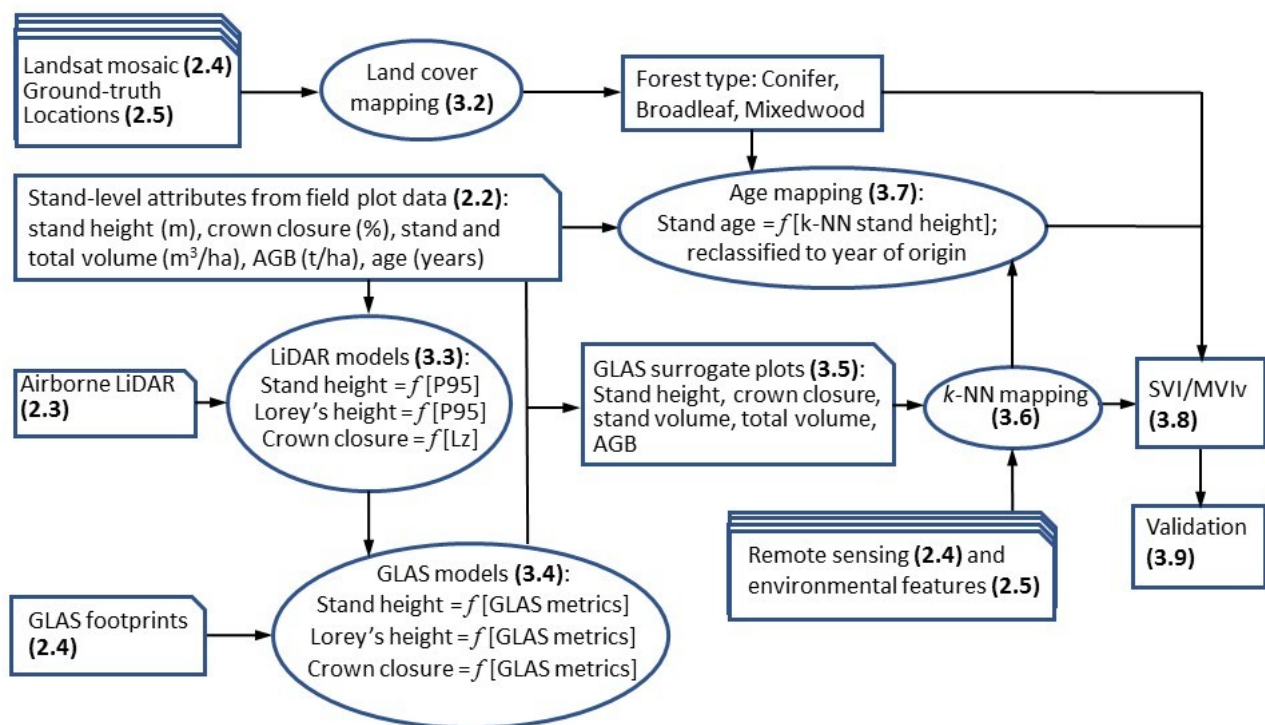 Landsat mosaic (2.4)
Ground-truth
Locations (2.5)
Land cover
mapping (3.2)
Forest type: Conifer,
Broadleaf, Mixedwood
Stand-level attributes from field plot data (2.2):
stand height (m), crown closure (%), stand and
total volume (m³/ha), AGB (t/ha), age (years)
Age mapping (3.7):
Stand age = f[k-NN stand height];
reclassified to year of origin
Airborne LiDAR
(2.3)
LiDAR models (3.3):
Stand height = f [P95]
Lorey's height = f [P95]
Crown closure = f [Lz]
GLAS surrogate plots (3.5):
Stand height, crown closure,
stand volume, total volume,
AGB
k-NN mapping
(3.6)
SVI/MVIv
(3.8)
Remote sensing (2.4) and
environmental features (2.5)
Validation
(3.9)
GLAS footprints
(2.4)
GLAS models (3.4):
Stand height = f [GLAS metrics]
Lorey's height = f [GLAS metrics]
Crown closure = f [GLAS metrics]